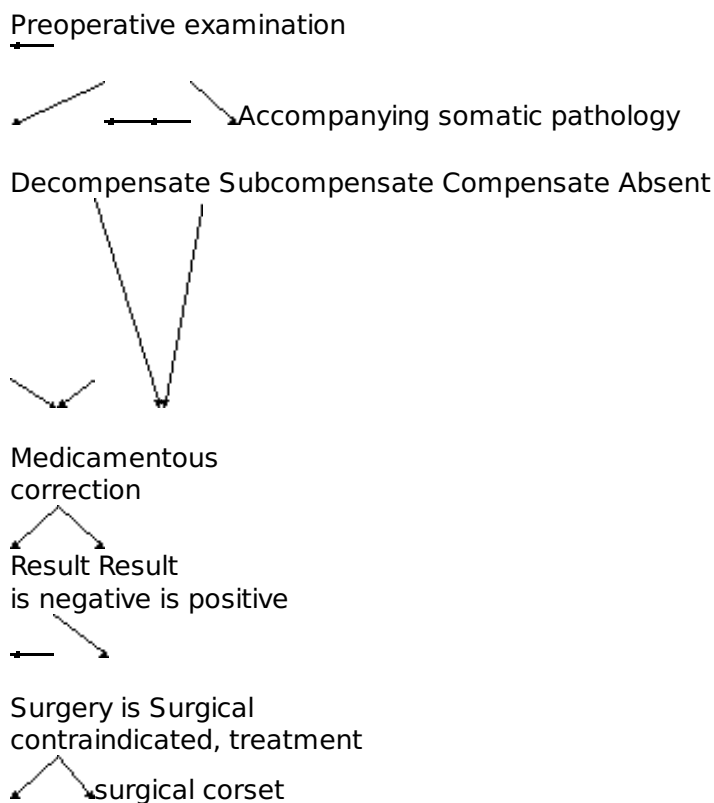 Preoperative examination
Accompanying somatic pathology
Decompensate Subcompensate Compensate Absent
Medicamentous
correction
Result Result
is negative is positive
Surgery is Surgical
contraindicated, treatment
surgical corset